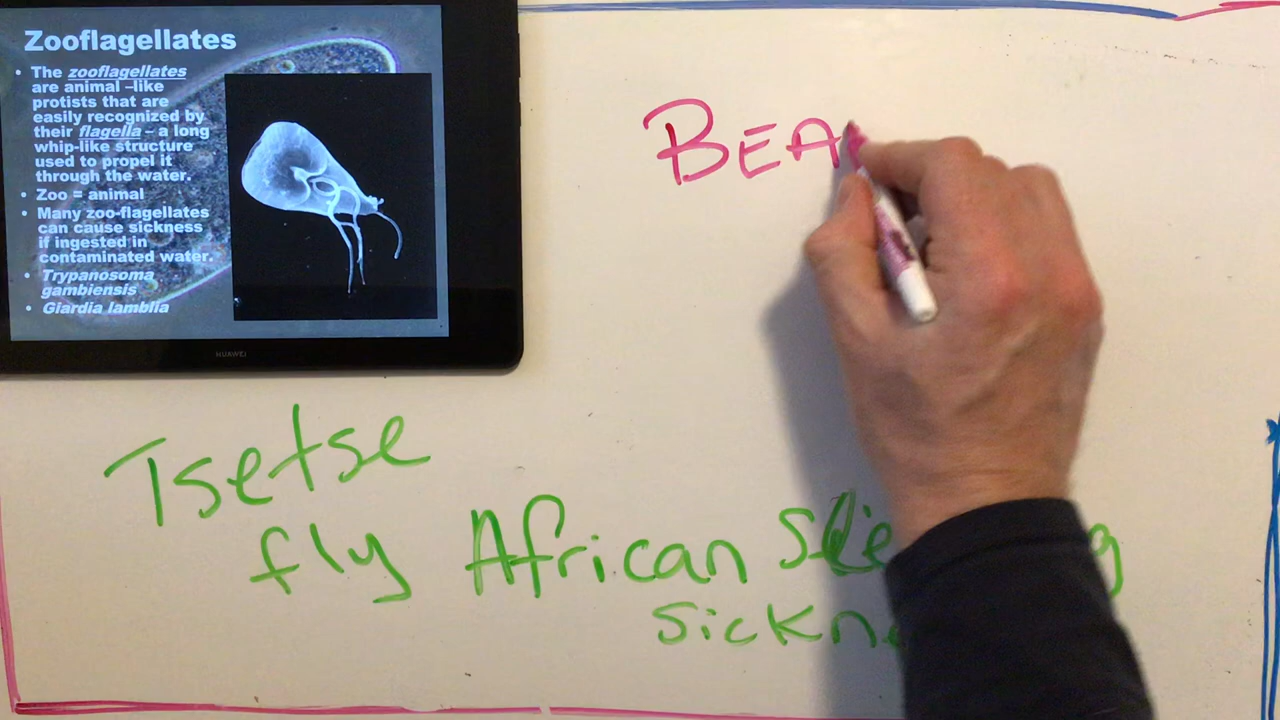 Zooflagellates
• The zooflagellates
are animal –like
protists that are
easily recognized by
their flagella – a long
whip-like structure
used to propel it
through the water.
• Zoo = animal
• Many zoo-flagellates
can cause sickness
if ingested in
contaminated water.
• Trypanosoma
gambiensis
• Giardia lamblia
HUAWEI
BEA
Tsetse
fly African